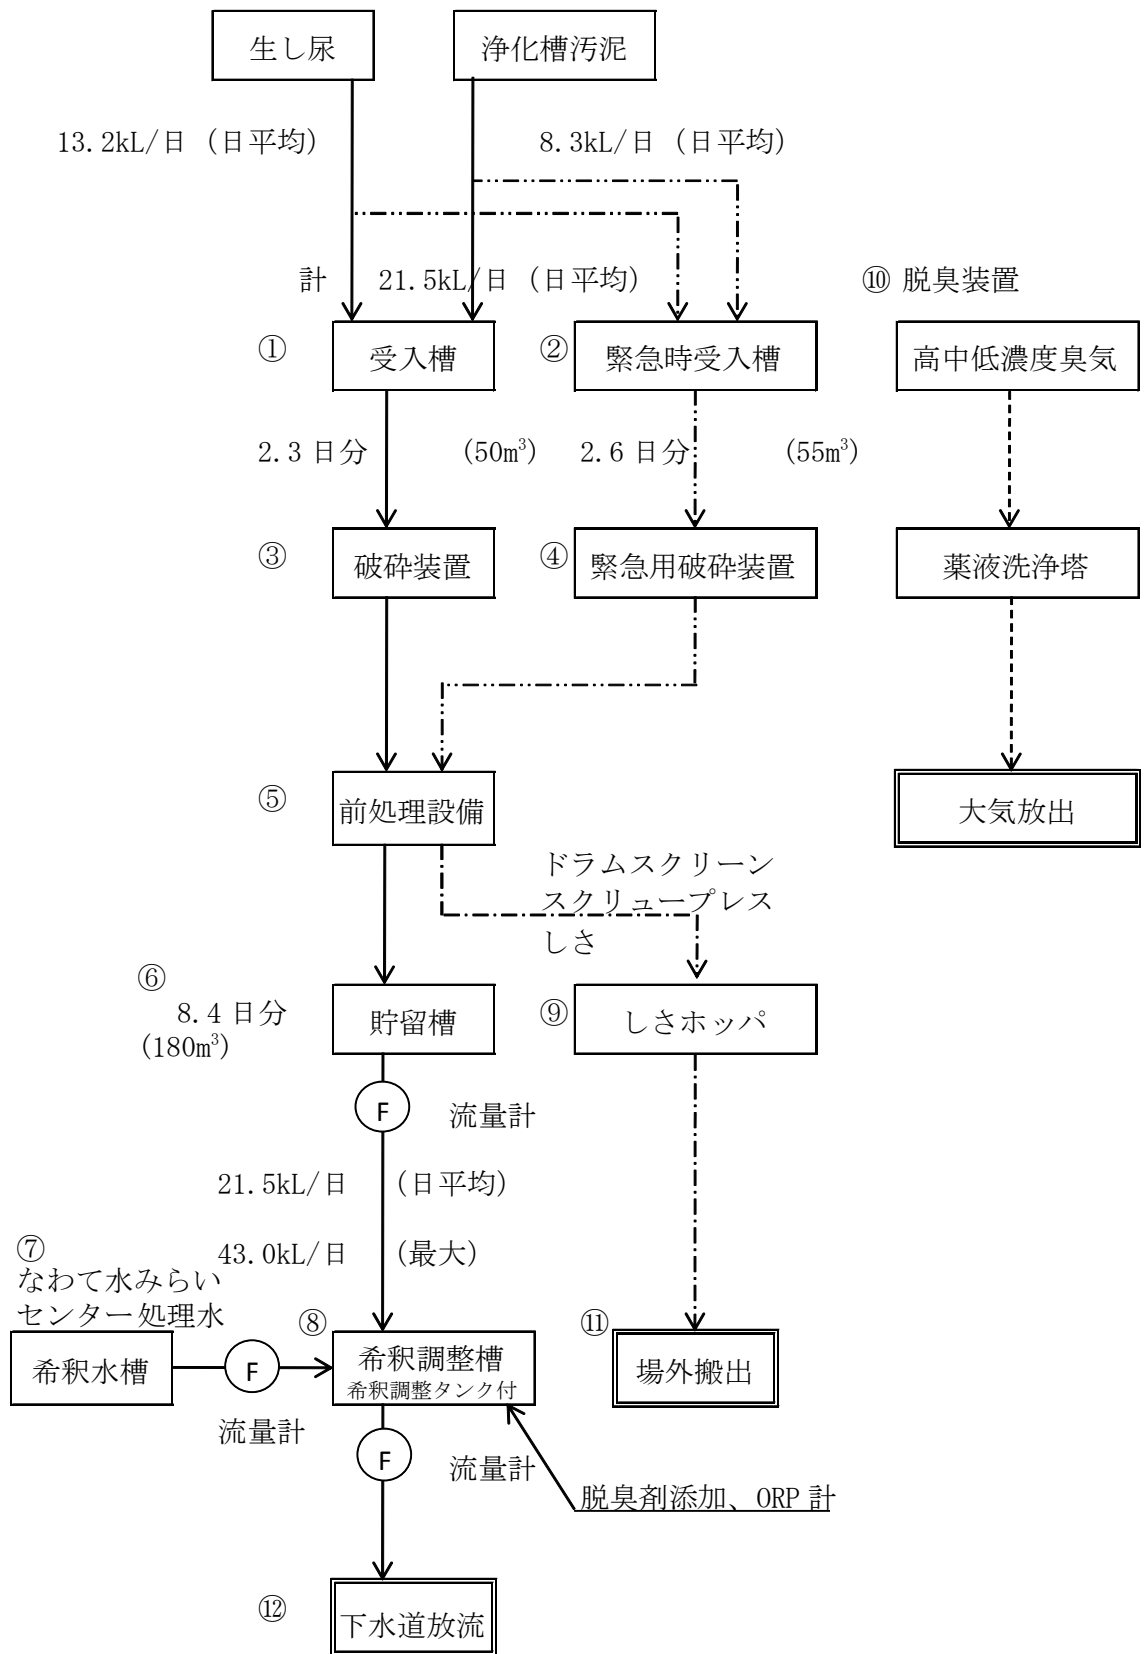 生し尿
浄化槽汚泥
13.2kL/日 (日平均)
8.3kL/日 (日平均)
計 21.5kL/日 (日平均)
⑩ 脱臭装置
①
受入槽
②
緊急時受入槽
高中低濃度臭気
2.3 日分 (50m³)
2.6 日分 (55m³)
③
破砕装置
④
緊急用破砕装置
薬液洗浄塔
⑤
前処理設備
大気放出
ドラムスクリーン
スクリュープレス
しさ
⑥
8.4 日分
(180m³)
貯留槽
⑨
しさホッパ
F
流量計
21.5kL/日 (日平均)
43.0kL/日 (最大)
⑦
なわて水みらい
センター処理水
希釈水槽
F
流量計
⑧
希釈調整槽
希釈調整タンク付
⑪
場外搬出
F
流量計
脱臭剤添加、ORP 計
⑫
下水道放流